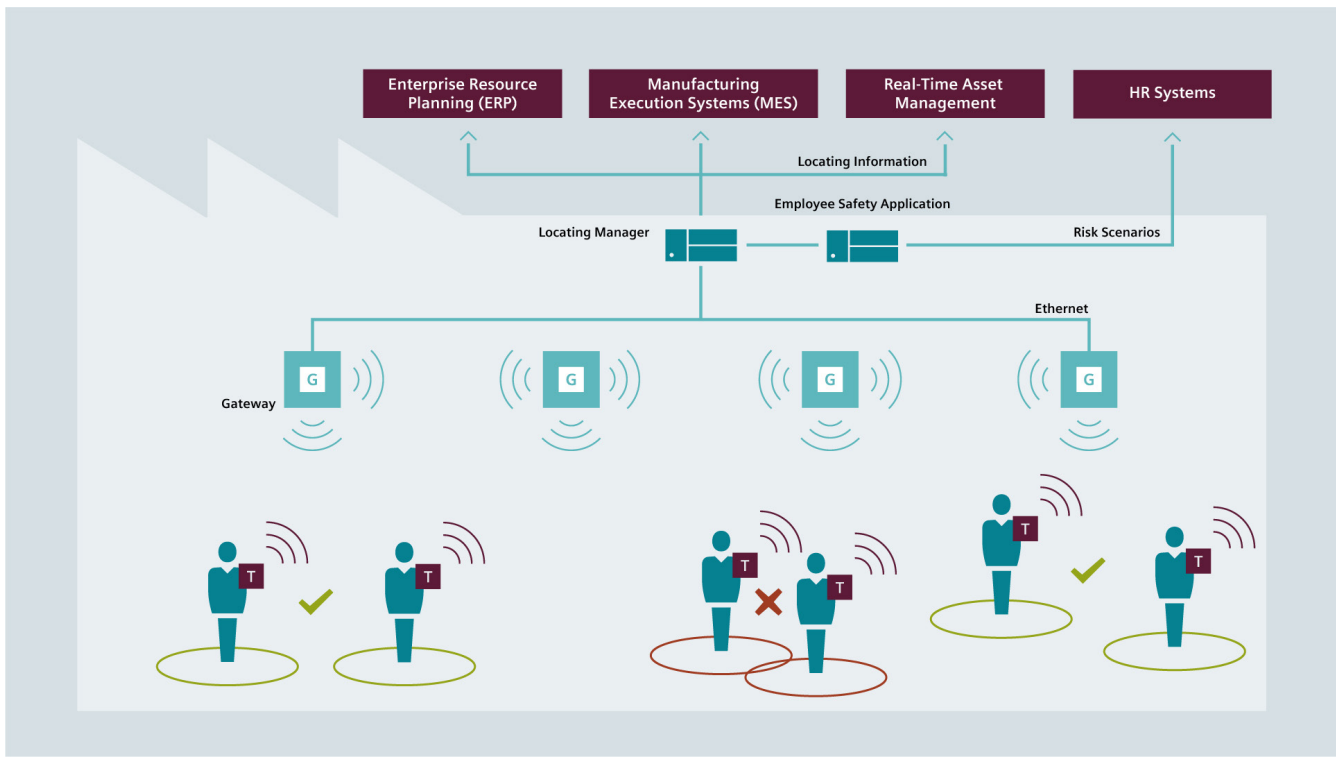 Enterprise Resource
Planning (ERP)
Manufacturing
Execution Systems (MES)
Real-Time Asset
Management
HR Systems
Locating Information
Employee Safety Application
Locating Manager
Risk Scenarios
Ethernet
G
G
G
G
Gateway
T
T
T
T
T
T